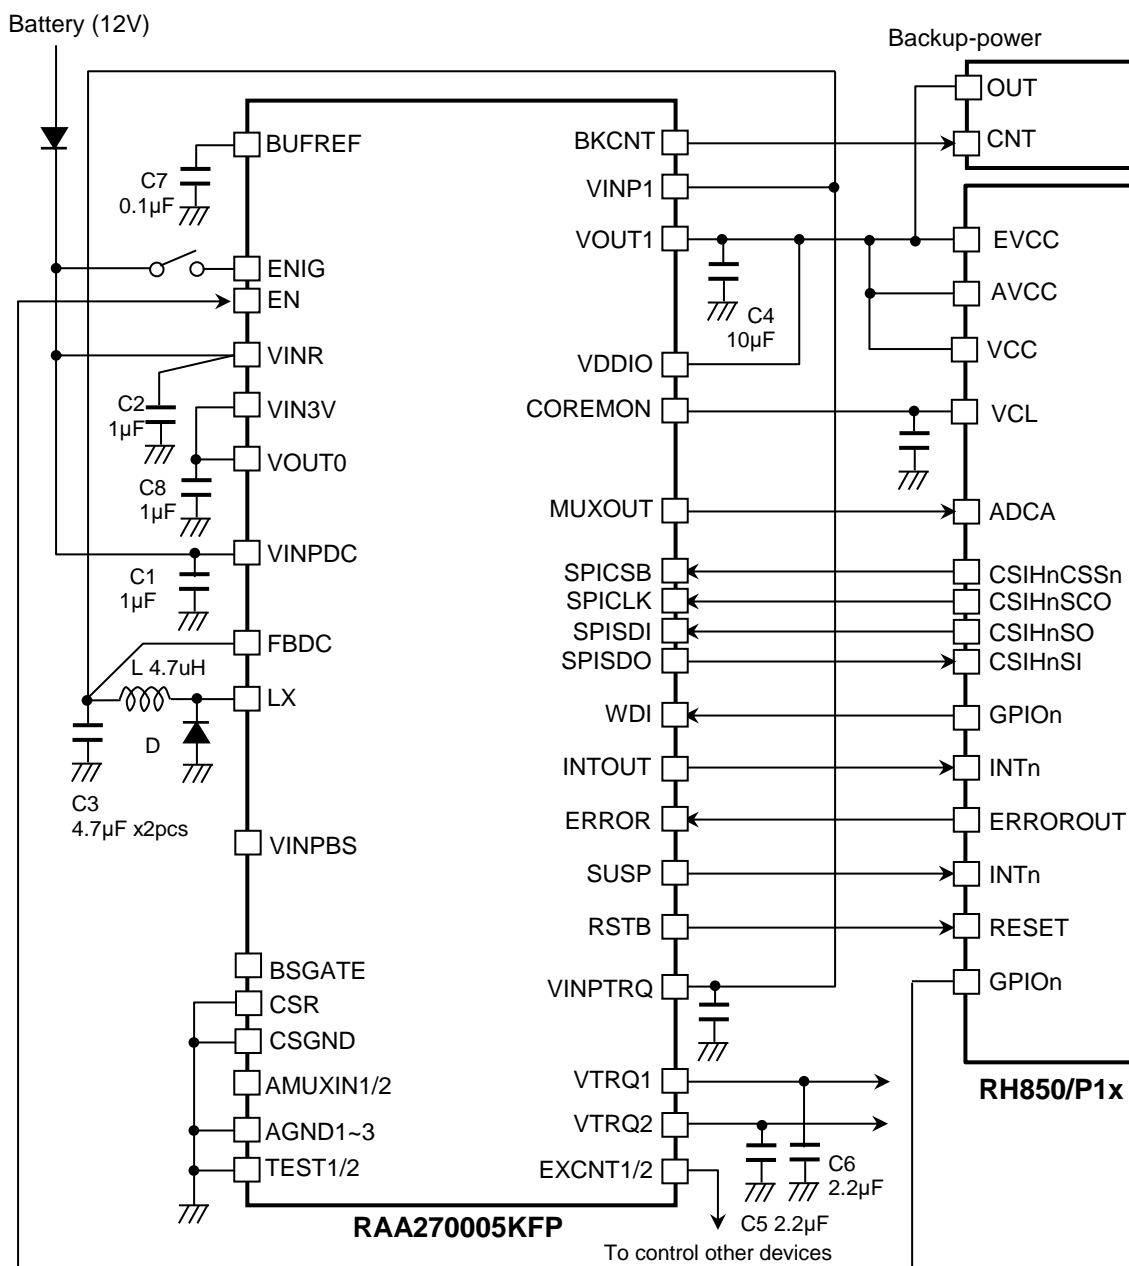 Battery (12V)
Backup-power
OUT
CNT
BUFREF
C7
0.1µF
ENIG
EN
VINR
C2
1µF
VIN3V
VOUT0
C8
1µF
VINPDC
C1
1µF
FBDC
L 4.7uH
LX
D
C3
4.7µF x2pcs
VINPBS
BSGATE
CSR
CSGND
AMUXIN1/2
AGND1~3
TEST1/2
BKCNT
VINP1
VOUT1
C4
10µF
VDDIO
COREMON
MUXOUT
SPICSB
SPICLK
SPISDI
SPISDO
WDI
INTOUT
ERROR
SUSP
RSTB
VINPTRQ
VTRQ1
VTRQ2
EXCNT1/2
C6
2.2µF
C5 2.2µF
RAA270005KFP
To control other devices
EVCC
AVCC
VCC
VCL
ADCA
CSIHnCSSn
CSIHnSCO
CSIHnSO
CSIHnSI
GPIOn
INTn
ERROROUT
INTn
RESET
GPIOn
RH850/P1x